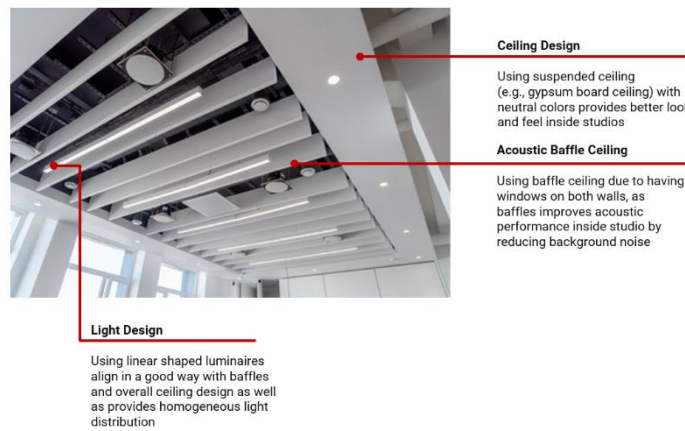 Ceiling Design
Using suspended ceiling
(e.g., gypsum board ceiling) with
neutral colors provides better
and feel inside studios
Acoustic Baffle Ceiling
Using baffle ceiling due to having
windows on both walls, as
baffles improves acoustic
performance inside studio by
reducing background noise
Light Design
Using linear shaped luminaires
align in a good way with baffles
and overall ceiling design as well
as provides homogeneous light
distribution